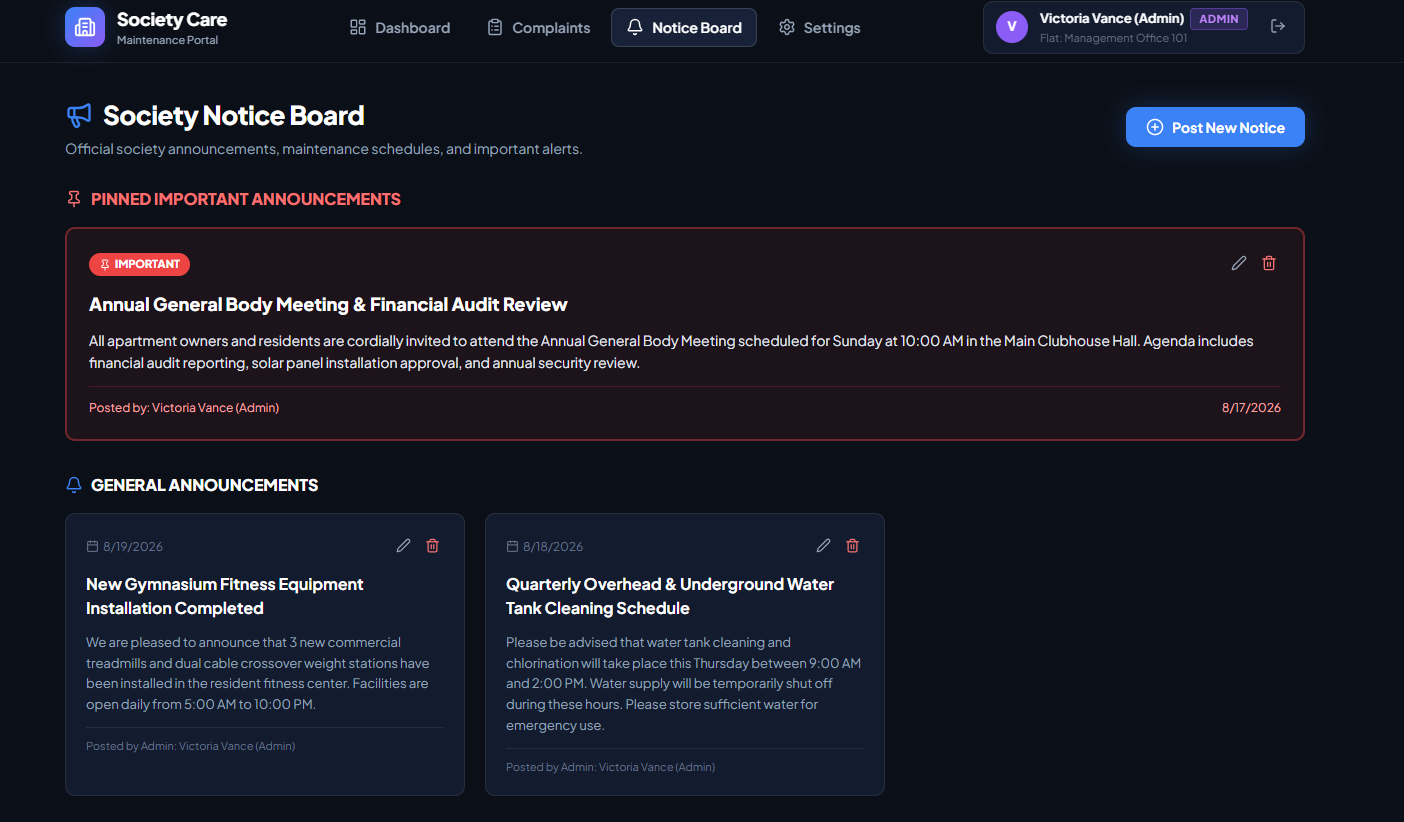 Society Care
Maintenance Portal
Dashboard
Complaints
Notice Board
Settings
V
Victoria Vance (Admin)
ADMIN
Flat: Management Office 101
Society Notice Board
Official society announcements, maintenance schedules, and important alerts.
Post New Notice
PINNED IMPORTANT ANNOUNCEMENTS
IMPORTANT
Annual General Body Meeting & Financial Audit Review
All apartment owners and residents are cordially invited to attend the Annual General Body Meeting scheduled for Sunday at 10:00 AM in the Main Clubhouse Hall. Agenda includes
financial audit reporting, solar panel installation approval, and annual security review.
Posted by: Victoria Vance (Admin)
8/17/2026
GENERAL ANNOUNCEMENTS
8/19/2026
New Gymnasium Fitness Equipment
Installation Completed
We are pleased to announce that 3 new commercial
treadmills and dual cable crossover weight stations have
been installed in the resident fitness center. Facilities are
open daily from 5:00 AM to 10:00 PM.
Posted by Admin: Victoria Vance (Admin)
8/18/2026
Quarterly Overhead & Underground Water
Tank Cleaning Schedule
Please be advised that water tank cleaning and
chlorination will take place this Thursday between 9:00 AM
and 2:00 PM. Water supply will be temporarily shut off
during these hours. Please store sufficient water for
emergency use.
Posted by Admin: Victoria Vance (Admin)